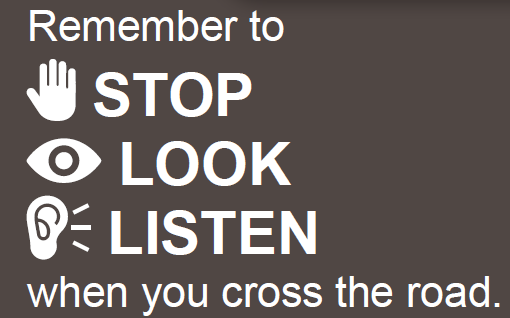 Remember to
STOP
LOOK
LISTEN
when you cross the road.